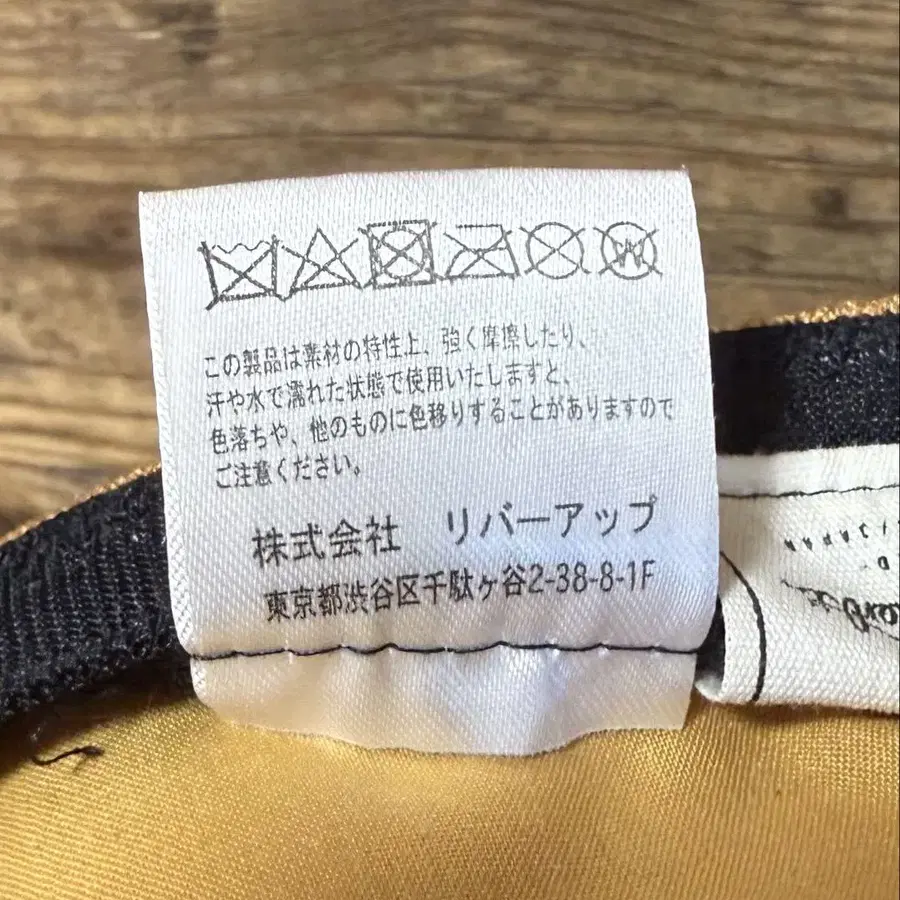 W
この製品は素材の特性上、強く摩擦したり、
汗や水で濡れた状態で使用いたしますと、
色落ちや、他のものに色移りすることがありますので
ご注意ください。
株式会社 リバーアップ
東京都渋谷区千駄ヶ谷2-38-8-1F
JAPAN